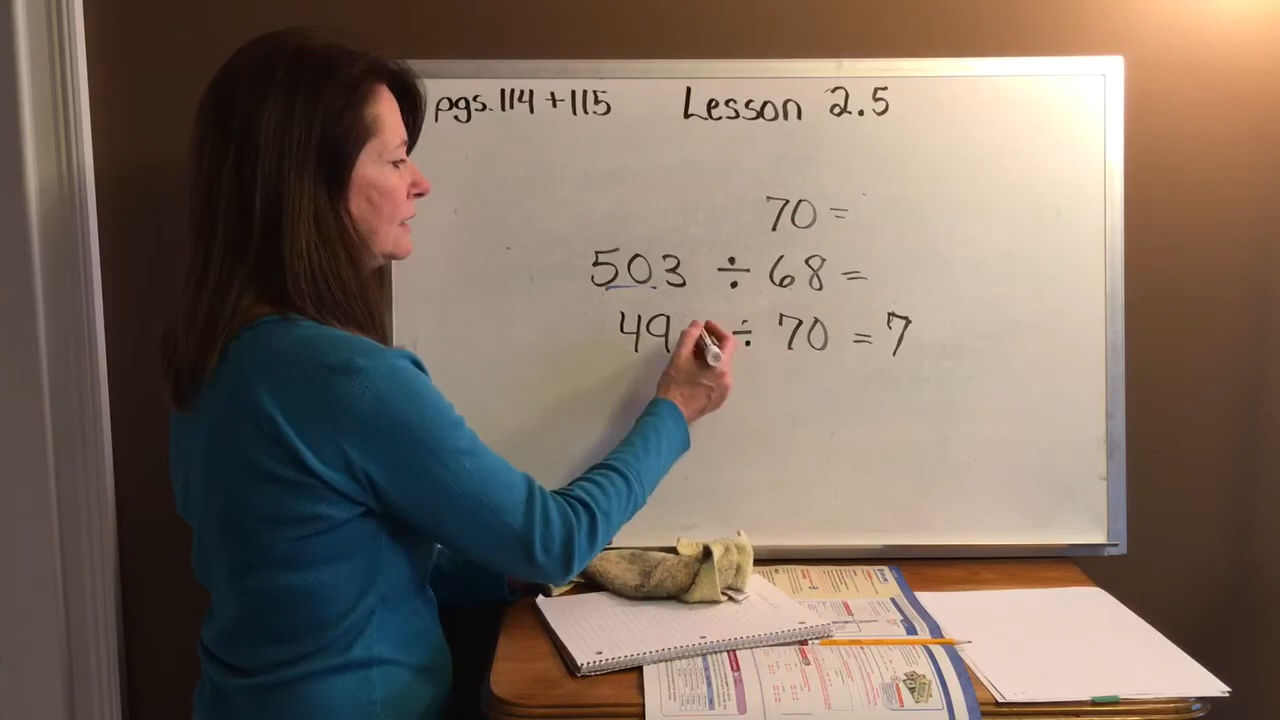 pgs. 114 + 115 Lesson 2.5
70 =
503 ÷ 68 =
49 ÷ 70 = 7